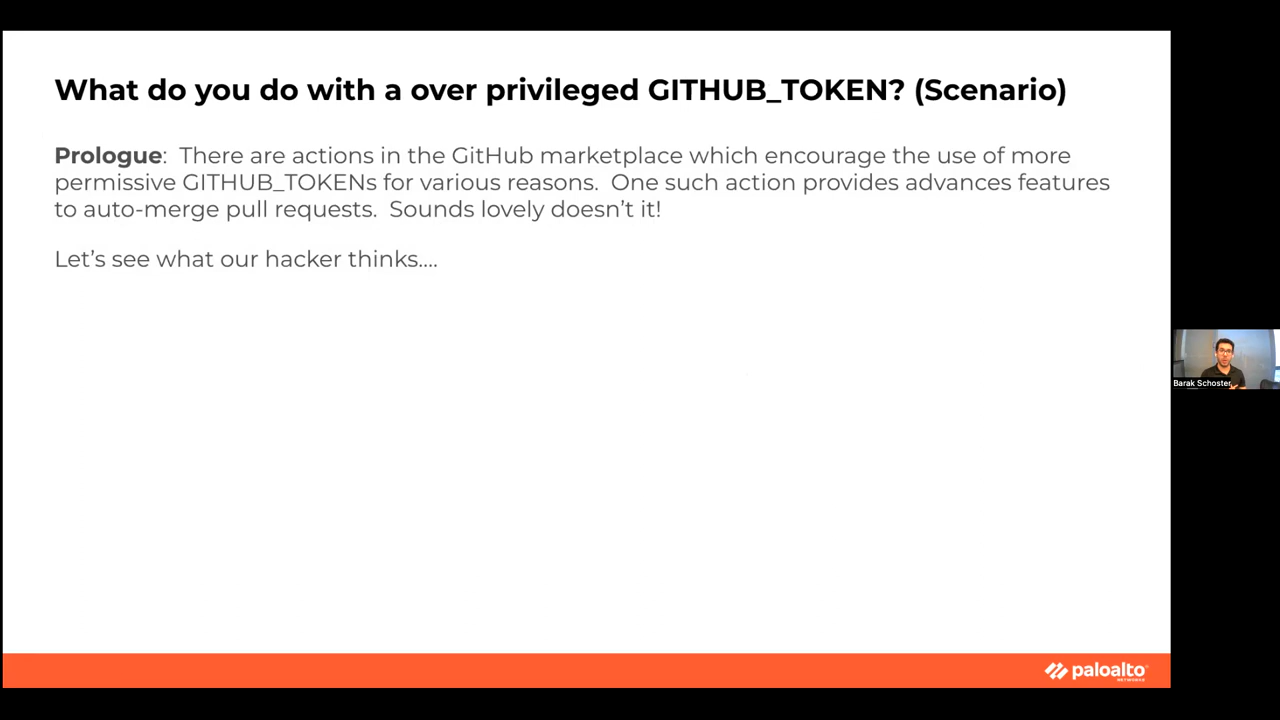 What do you do with a over privileged GITHUB_TOKEN? (Scenario)
Prologue:  There are actions in the GitHub marketplace which encourage the use of more
permissive GITHUB_TOKENs for various reasons.  One such action provides advances features
to auto-merge pull requests.  Sounds lovely doesn’t it!
Let’s see what our hacker thinks....
Barak Schoster
paloalto
NETWORKS